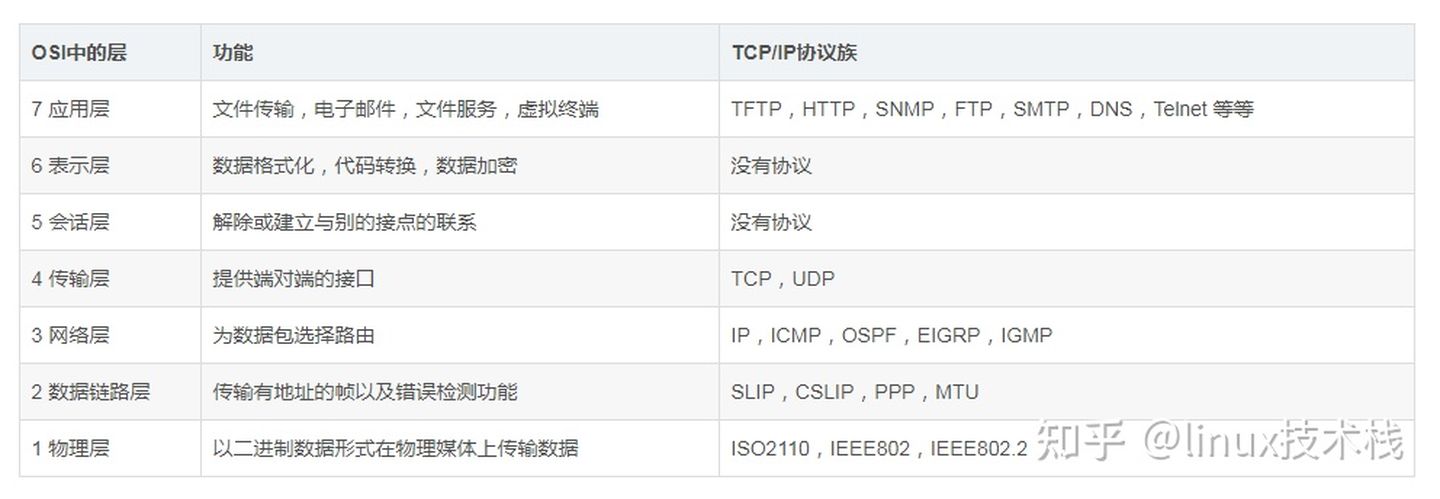 OSI中的层 功能 TCP/IP协议族
7 应用层 文件传输，电子邮件，文件服务，虚拟终端 TFTP，HTTP，SNMP，FTP，SMTP，DNS，Telnet 等等
6 表示层 数据格式化，代码转换，数据加密 没有协议
5 会话层 解除或建立与别的接点的联系 没有协议
4 传输层 提供端对端的接口 TCP，UDP
3 网络层 为数据包选择路由 IP，ICMP，OSPF，EIGRP，IGMP
2 数据链路层 传输有地址的帧以及错误检测功能 SLIP，CSLIP，PPP，MTU
1 物理层 以二进制数据形式在物理媒体上传输数据 ISO2110，IEEE802，IEEE802.2
知乎 @linux技术栈